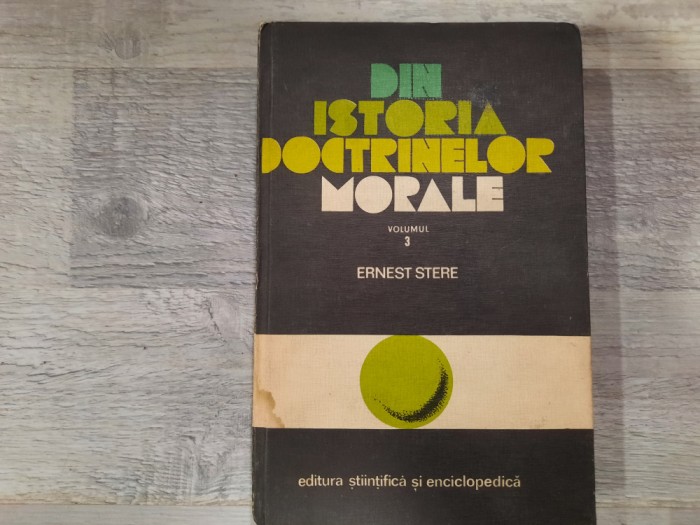 DIN
ISTORIA
DOCTRINELOR
MORALE
VOLUMUL
3
ERNEST STERE
editura științifică și enciclopedică